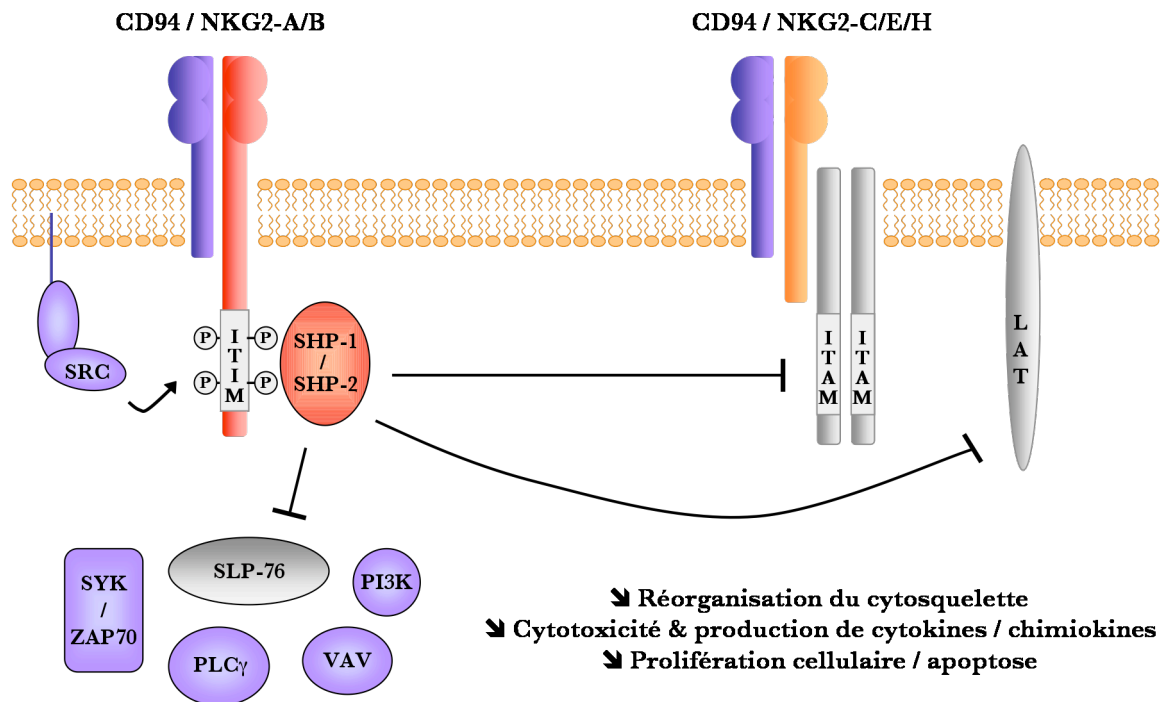 CD94 / NKG2-A/B
CD94 / NKG2-C/E/H
SRC
P
P
P
P
ITIM
SHP-1
/
SHP-2
ITAM
ITAM
LAT
SYK
/
ZAP70
SLP-76
PI3K
PLCγ
VAV
➘ Réorganisation du cytosquelette
➘ Cytotoxicité & production de cytokines / chimiokines
➘ Prolifération cellulaire / apoptose